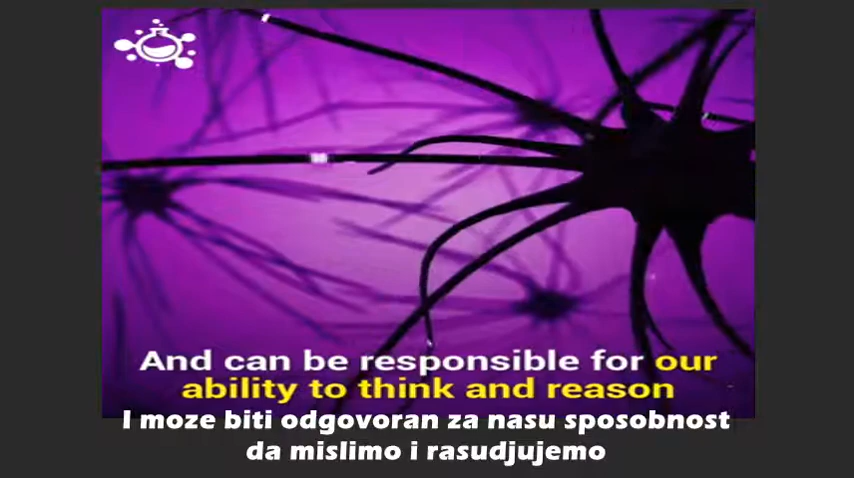 And can be responsible for our
ability to think and reason
I moze biti odgovoran za nasu sposobnost
da mislimo i rasudjujemo